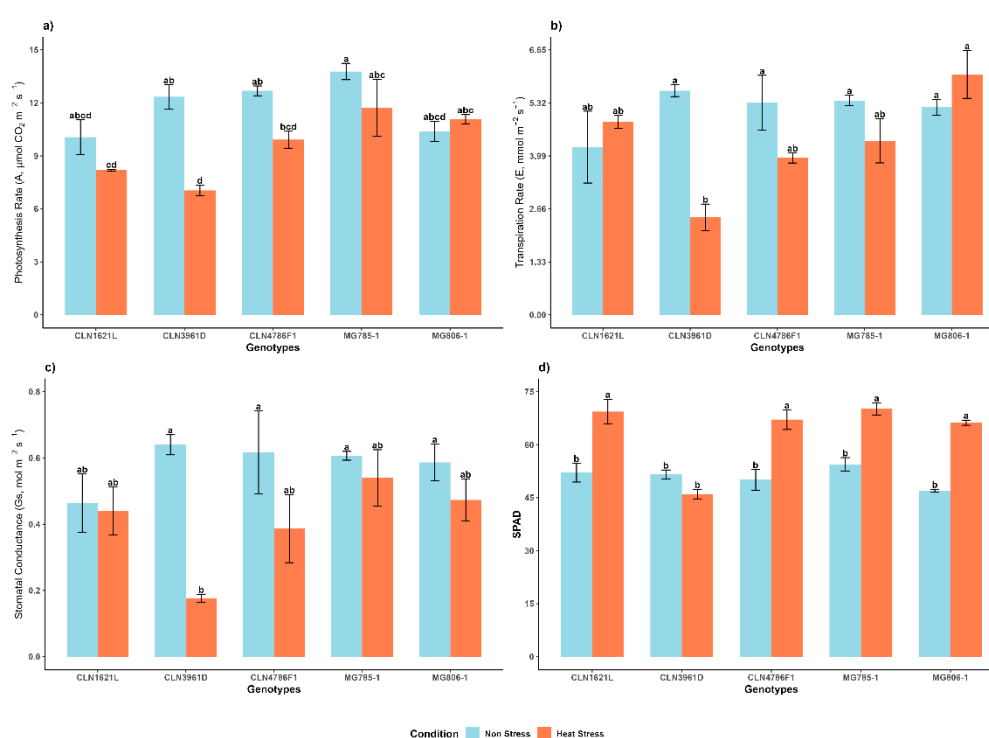 a)
Photosynthesis Rate (A, μmol CO₂ m⁻² s⁻¹)
15
12
9
6
3
0
abcd
cd
ab
d
ab
bcd
a
abc
abcd
abc
CLN1621L CLN3961D CLN4786F1 MG785-1 MG806-1
Genotypes
b)
Transpiration Rate (E, mmol m⁻² s⁻¹)
6.65
5.32
3.99
2.66
1.33
0.00
ab
ab
a
b
a
ab
a
ab
a
a
CLN1621L CLN3961D CLN4786F1 MG785-1 MG806-1
Genotypes
c)
Stomatal Conductance (Gs, mol m⁻² s⁻¹)
0.8
0.6
0.4
0.2
0.0
ab
ab
a
b
a
ab
a
ab
a
ab
CLN1621L CLN3961D CLN4786F1 MG785-1 MG806-1
Genotypes
d)
SPAD
75
60
45
30
15
0
b
a
b
b
b
a
b
a
b
a
CLN1621L CLN3961D CLN4786F1 MG785-1 MG806-1
Genotypes
Condition Non Stress Heat Stress